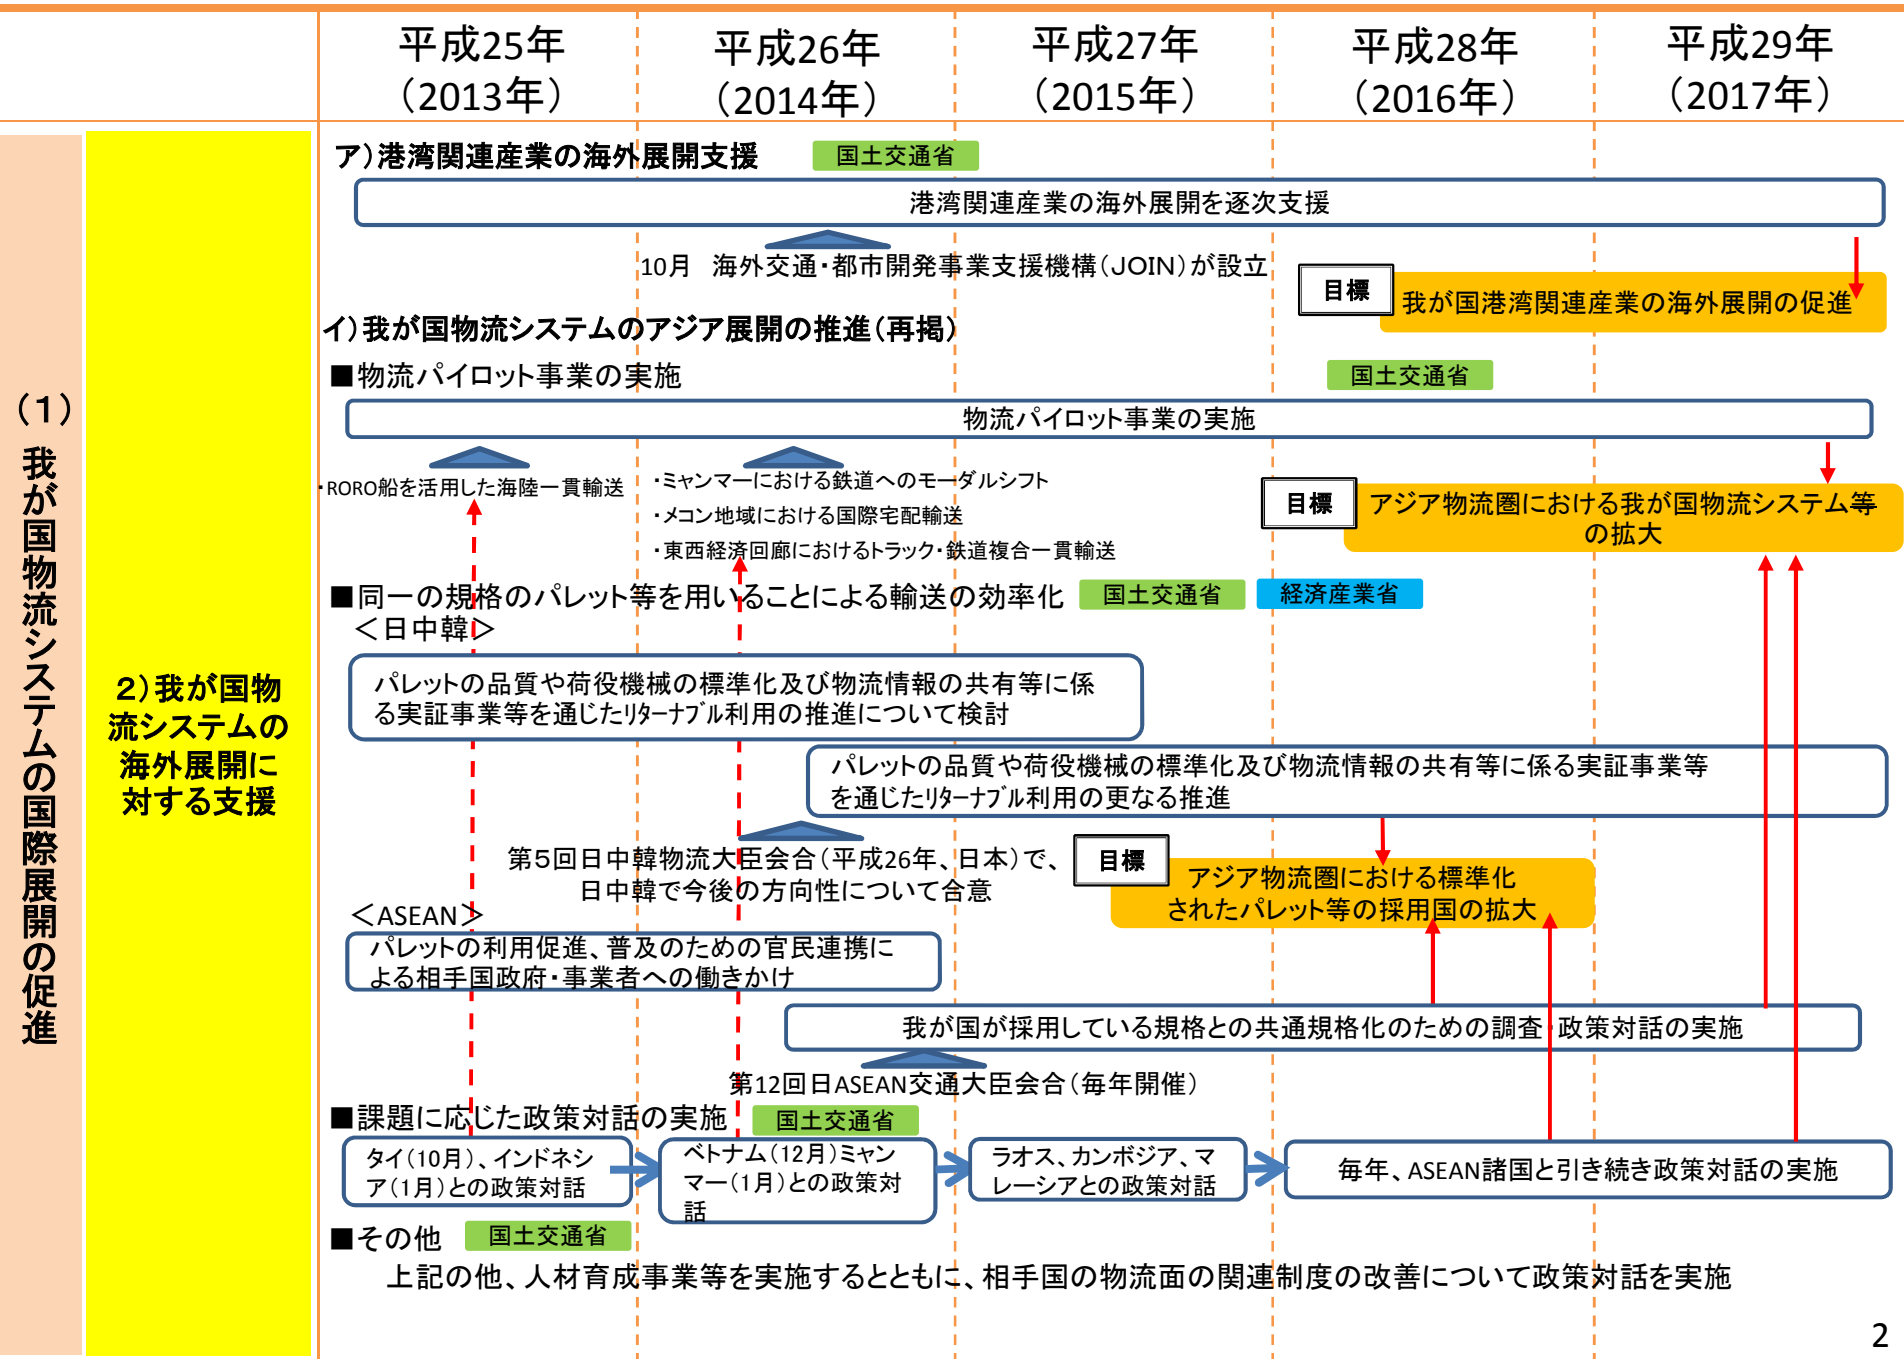 平成25年
（2013年）
平成26年
（2014年）
平成27年
（2015年）
平成28年
（2016年）
平成29年
（2017年）
（１）我が国物流システムの国際展開の促進
２）我が国物
流システムの
海外展開に
対する支援
ア）港湾関連産業の海外展開支援
国土交通省
港湾関連産業の海外展開を逐次支援
10月　海外交通・都市開発事業支援機構（JOIN）が設立
目標
我が国港湾関連産業の海外展開の促進
イ）我が国物流システムのアジア展開の推進（再掲）
■物流パイロット事業の実施
国土交通省
物流パイロット事業の実施
・RORO船を活用した海陸一貫輸送
・ミャンマーにおける鉄道へのモーダルシフト
・メコン地域における国際宅配輸送
・東西経済回廊におけるトラック・鉄道複合一貫輸送
目標
アジア物流圏における我が国物流システム等
の拡大
■同一の規格のパレット等を用いることによる輸送の効率化
国土交通省
経済産業省
＜日中韓＞
パレットの品質や荷役機械の標準化及び物流情報の共有等に係
る実証事業等を通じたﾘﾀｰﾅﾌﾞﾙ利用の推進について検討
パレットの品質や荷役機械の標準化及び物流情報の共有等に係る実証事業等
を通じたﾘﾀｰﾅﾌﾞﾙ利用の更なる推進
第５回日中韓物流大臣会合（平成26年、日本）で、
日中韓で今後の方向性について合意
目標
アジア物流圏における標準化
されたパレット等の採用国の拡大
＜ASEAN＞
パレットの利用促進、普及のための官民連携に
よる相手国政府・事業者への働きかけ
我が国が採用している規格との共通規格化のための調査・政策対話の実施
第12回日ASEAN交通大臣会合（毎年開催）
■課題に応じた政策対話の実施
国土交通省
タイ（10月）、インドネシ
ア（1月）との政策対話
ベトナム（12月）ミャン
マー（1月）との政策対
話
ラオス、カンボジア、マ
レーシアとの政策対話
毎年、ASEAN諸国と引き続き政策対話の実施
■その他
国土交通省
上記の他、人材育成事業等を実施するとともに、相手国の物流面の関連制度の改善について政策対話を実施
2